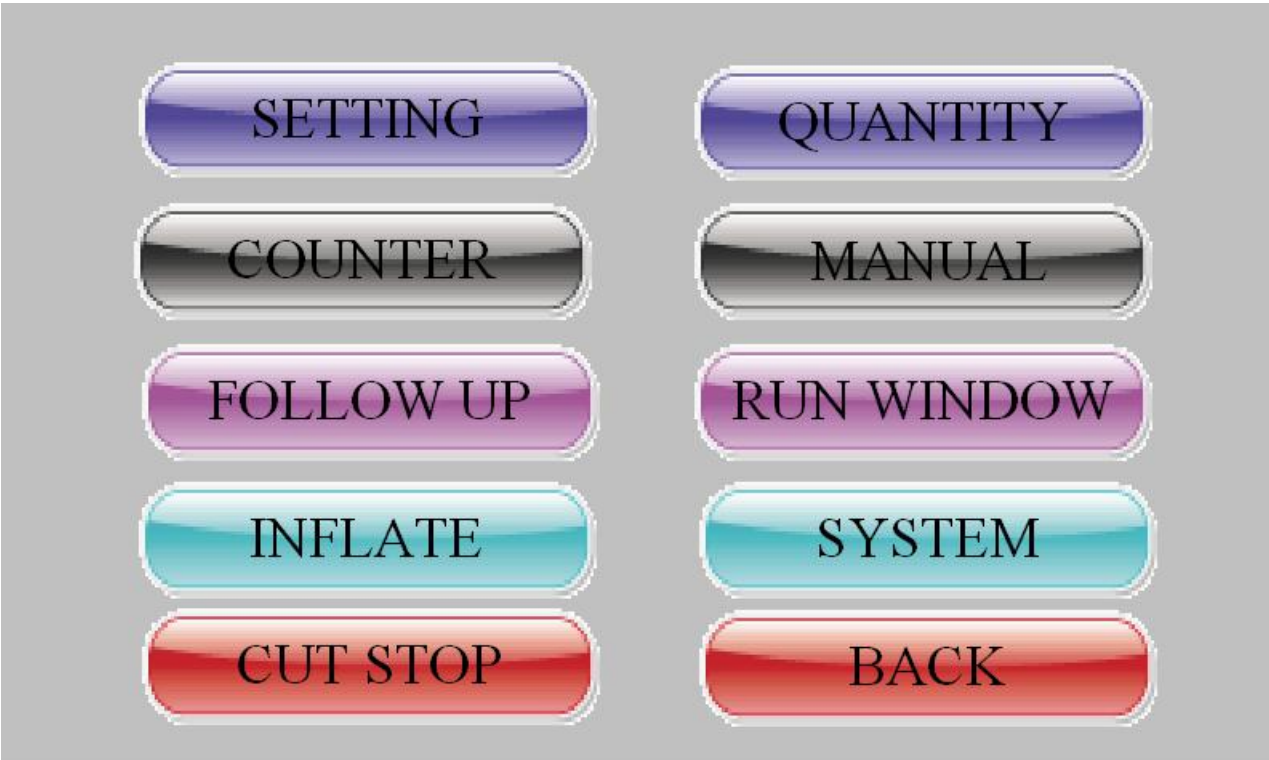 SETTING
QUANTITY
COUNTER
MANUAL
FOLLOW UP
RUN WINDOW
INFLATE
SYSTEM
CUT STOP
BACK